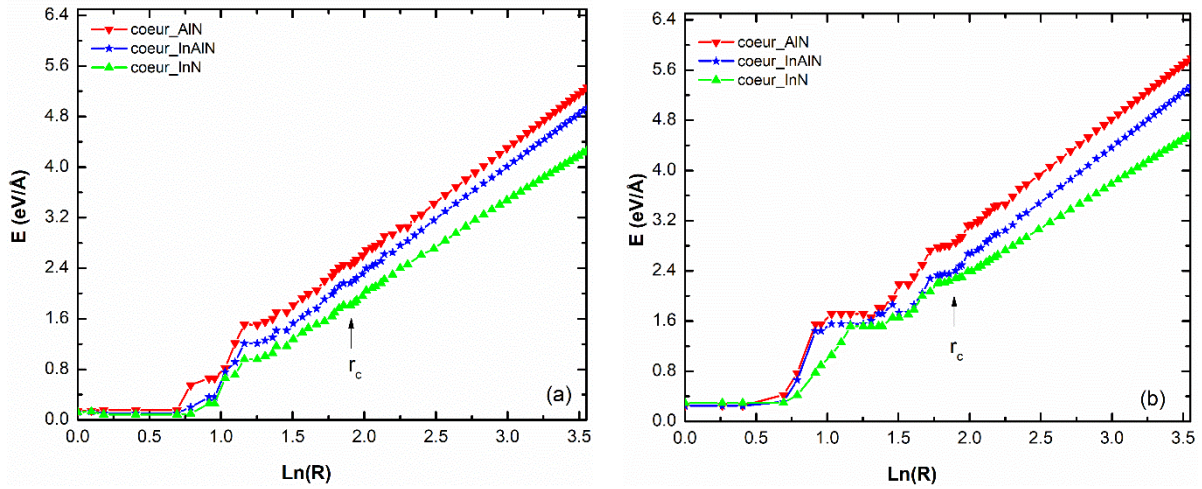 6.4
5.6
4.8
4.0
3.2
2.4
1.6
0.8
0.0
E (eV/Å)
coeur_AlN
coeur_InAlN
coeur_InN
r_c
(a)
0.0 0.5 1.0 1.5 2.0 2.5 3.0 3.5
Ln(R)
6.4
5.6
4.8
4.0
3.2
2.4
1.6
0.8
0.0
E (eV/Å)
coeur_AlN
coeur_InAlN
coeur_InN
r_c
(b)
0.0 0.5 1.0 1.5 2.0 2.5 3.0 3.5
Ln(R)